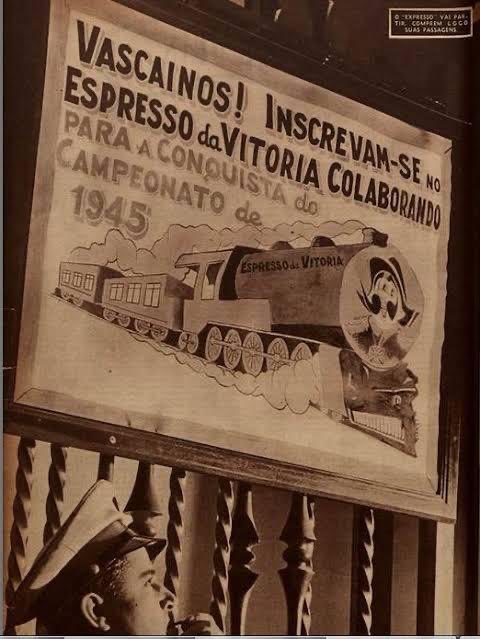 O "EXPRESSO" VAI PAR-
TIR. COMPREM LOGO
SUAS PASSAGENS.
VASCAINOS! INSCREVAM-SE NO
ESPRESSO da VITORIA COLABORANDO
PARA A CONQUISTA do
CAMPEONATO de
1945
ESPRESSO da VITORIA